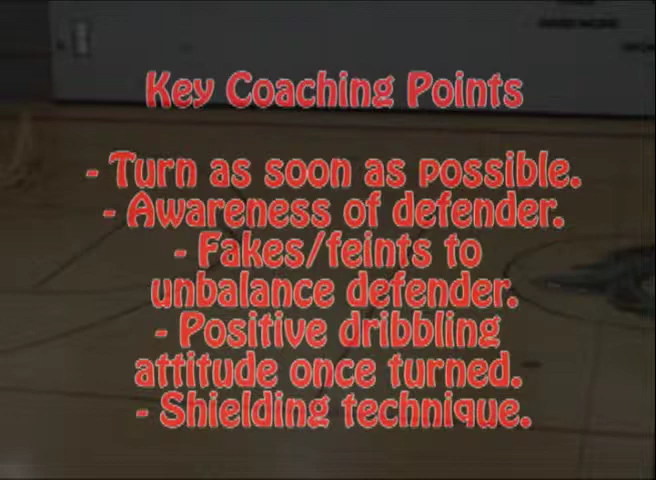 Key Coaching Points
- Turn as soon as possible.
- Awareness of defender.
- Fakes/feints to
unbalance defender.
- Positive dribbling
attitude once turned.
- Shielding technique.